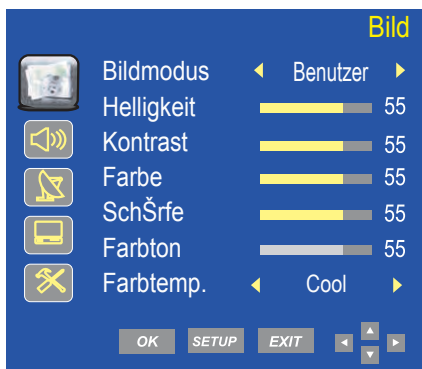 Bild
Bildmodus Benutzer
Helligkeit 55
Kontrast 55
Farbe 55
SchŠrfe 55
Farbton 55
Farbtemp. Cool
OK SETUP EXIT